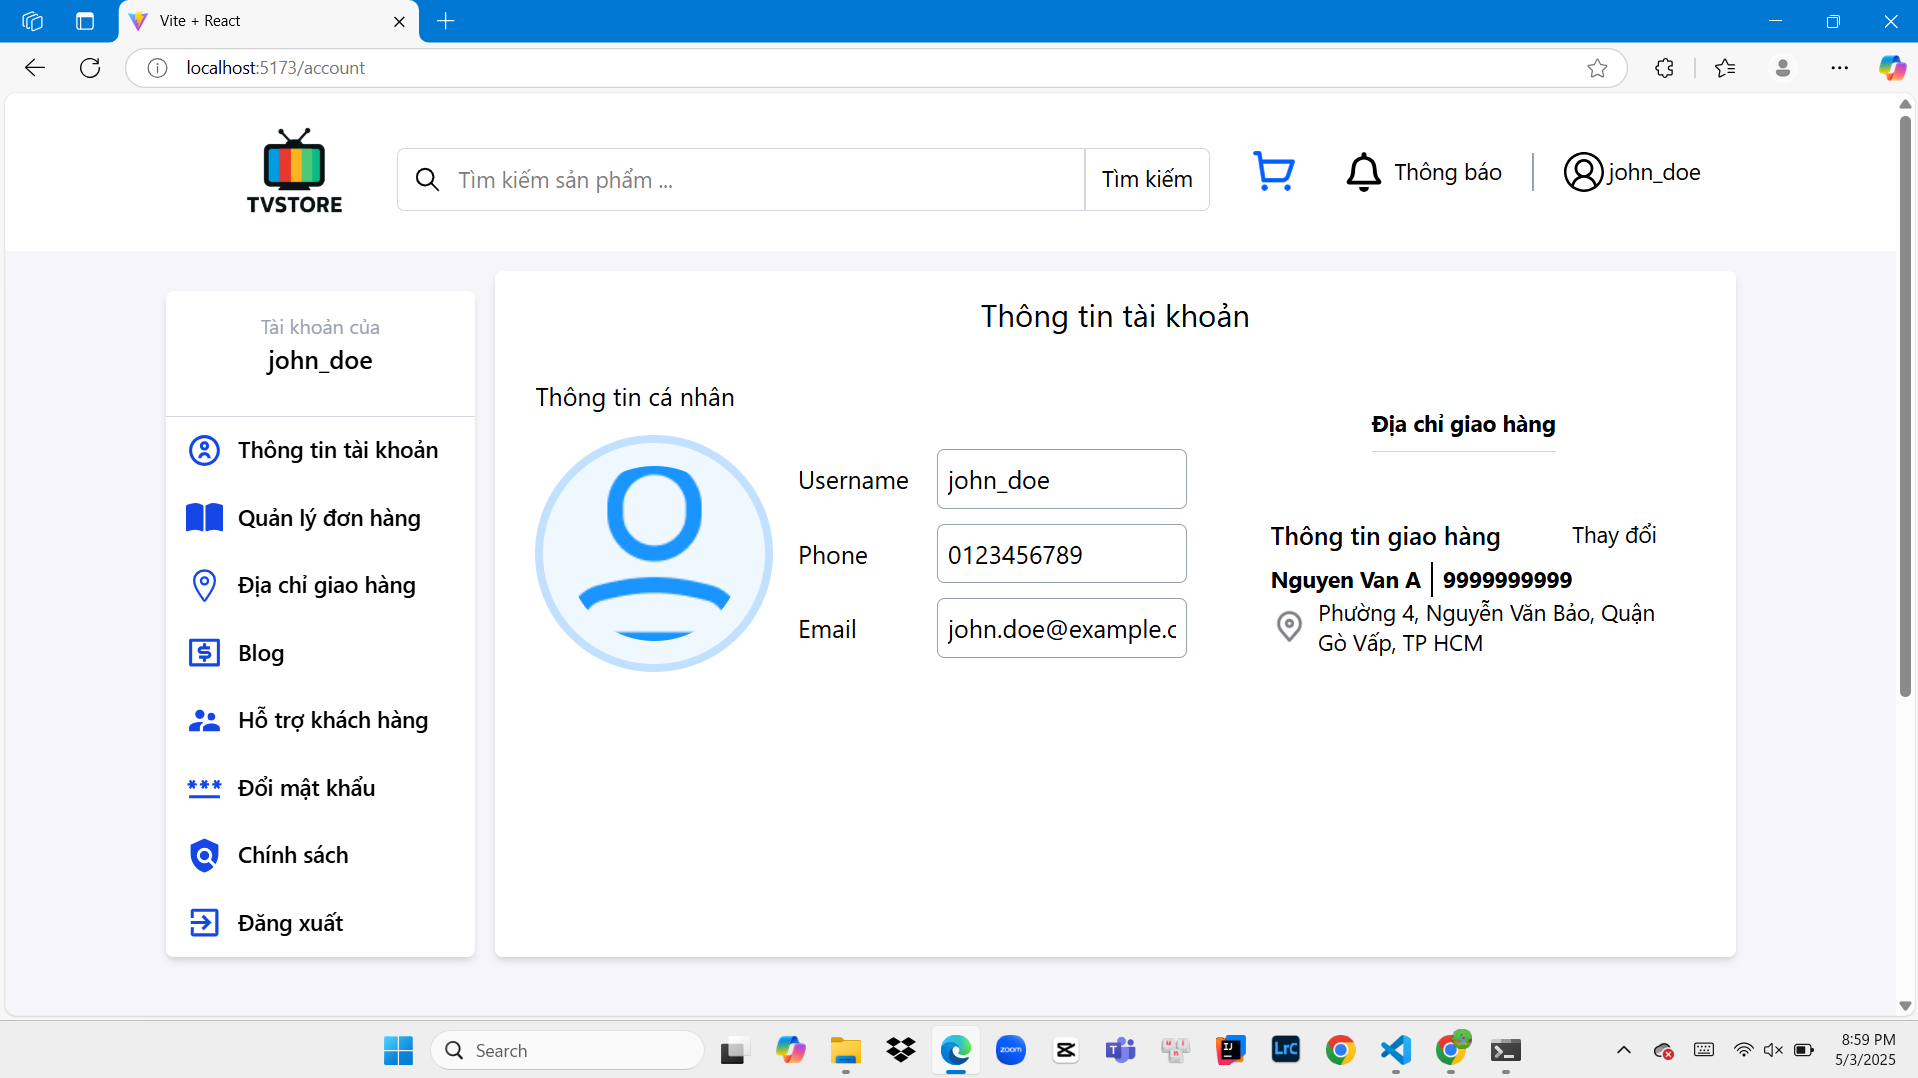 Vite + React
localhost:5173/account
TVSTORE
Tìm kiếm sản phẩm ...
Tìm kiếm
Thông báo
john_doe
Tài khoản của
john_doe
Thông tin tài khoản
Quản lý đơn hàng
Địa chỉ giao hàng
Blog
Hỗ trợ khách hàng
Đổi mật khẩu
Chính sách
Đăng xuất
Thông tin tài khoản
Thông tin cá nhân
Username
john_doe
Phone
0123456789
Email
john.doe@example.c
Địa chỉ giao hàng
Thông tin giao hàng
Thay đổi
Nguyen Van A
9999999999
Phường 4, Nguyễn Văn Bảo, Quận
Gò Vấp, TP HCM
Search
zoom
LrC
8:59 PM
5/3/2025